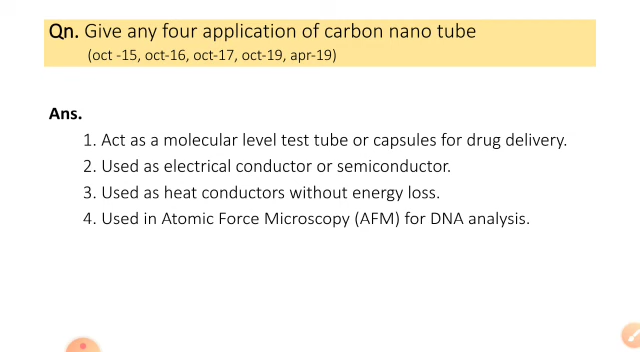 Qn. Give any four application of carbon nano tube
(oct -15, oct-16, oct-17, oct-19, apr-19)
Ans.
1. Act as a molecular level test tube or capsules for drug delivery.
2. Used as electrical conductor or semiconductor.
3. Used as heat conductors without energy loss.
4. Used in Atomic Force Microscopy (AFM) for DNA analysis.